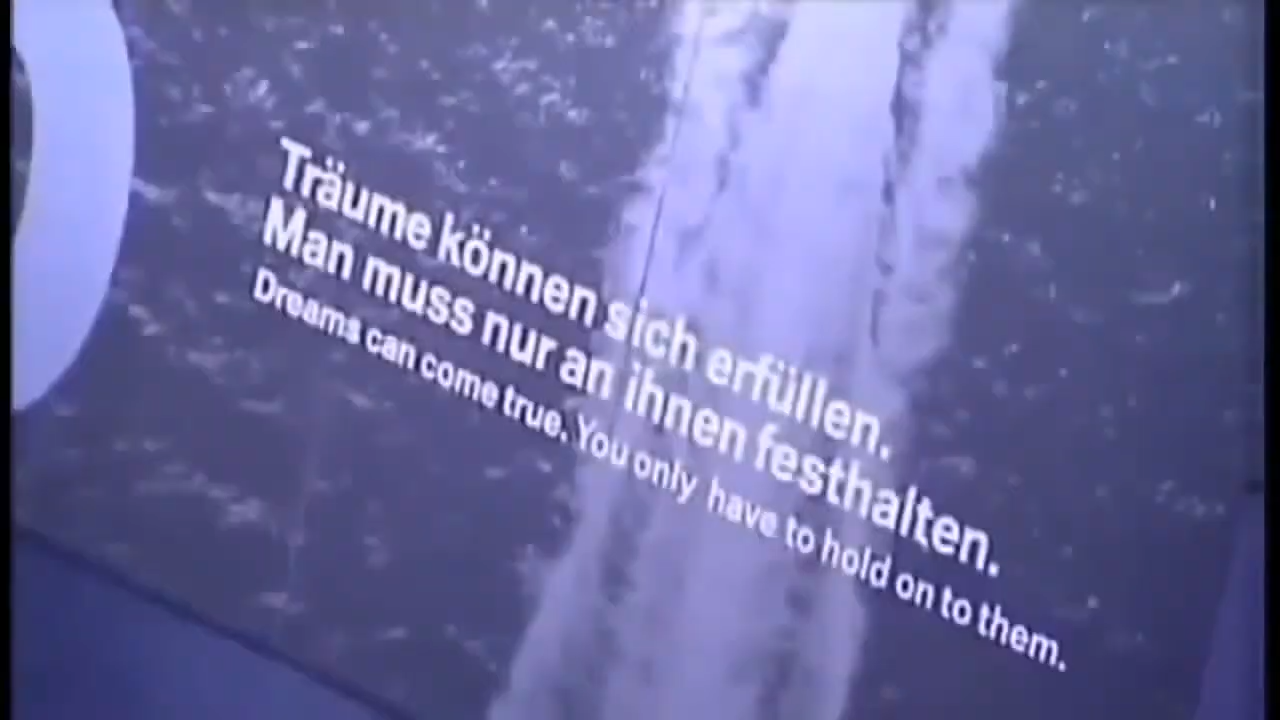 Träume können sich erfüllen.
Man muss nur an ihnen festhalten.
Dreams can come true. You only have to hold on to them.